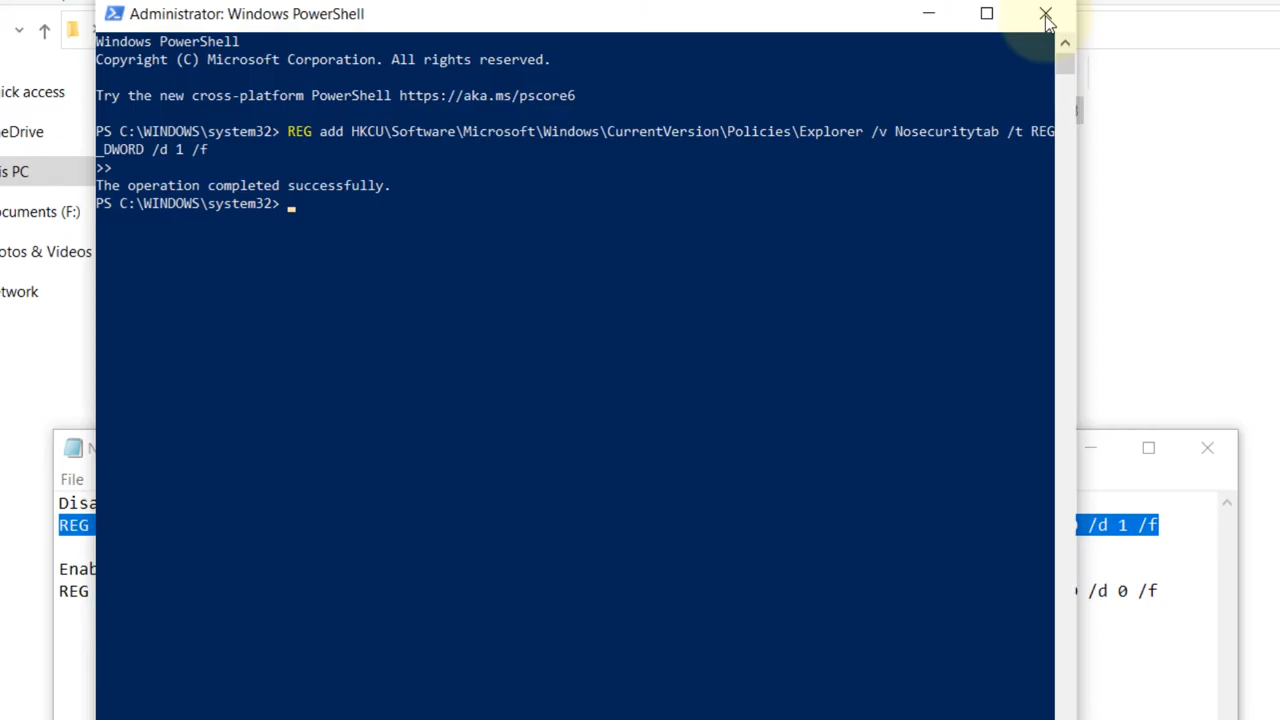 Administrator: Windows PowerShell
Windows PowerShell
Copyright (C) Microsoft Corporation. All rights reserved.
Try the new cross-platform PowerShell https://aka.ms/pscore6
PS C:\WINDOWS\system32> REG add HKCU\Software\Microsoft\Windows\CurrentVersion\Policies\Explorer /v Nosecuritytab /t REG
_DWORD /d 1 /f
>>
The operation completed successfully.
PS C:\WINDOWS\system32>
ick access
eDrive
is PC
ocuments (F:)
otos & Videos
etwork
N
File
Disa
REG /d 1 /f
Enab
REG /d 0 /f